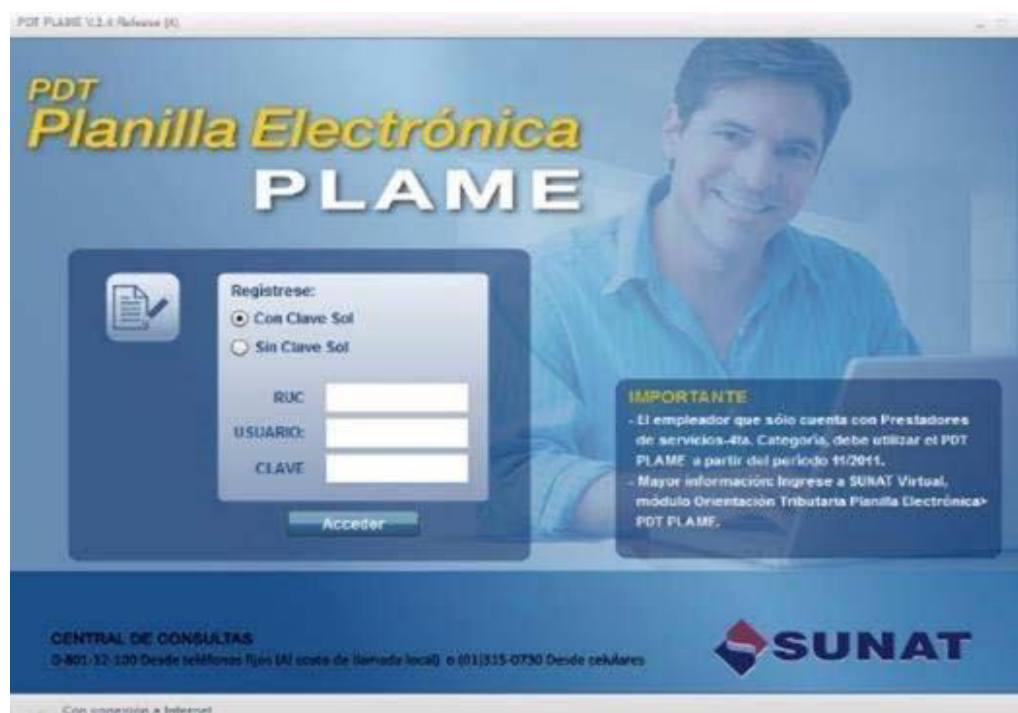 PDT PLAME V.2.4 Release (A)
PDT
Planilla Electrónica
PLAME
Registrese:
Con Clave Sol
Sin Clave Sol
RUC
USUARIO:
CLAVE
Acceder
IMPORTANTE
- El empleador que sólo cuenta con Prestadores
de servicios-4ta. Categoría, debe utilizar el PDT
PLAME a partir del periodo 11/2011.
- Mayor información: Ingrese a SUNAT Virtual,
módulo Orientación Tributaria Planilla Electrónica>
PDT PLAME.
CENTRAL DE CONSULTAS
0-801-12-100 Desde teléfonos fijos (Al costo de llamada local) o (01)315-0730 Desde celulares
SUNAT
Con conexión a Internet